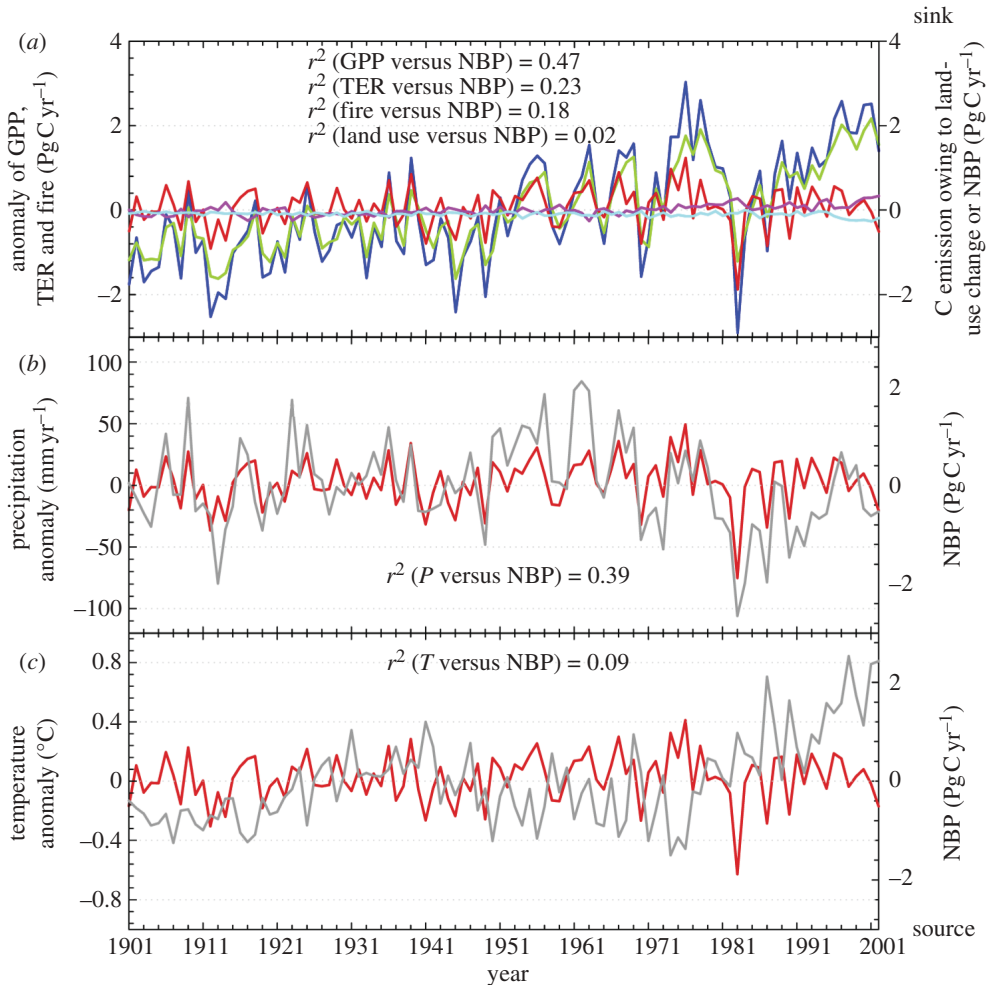 sink
(a)
4
2
0
–2
anomaly of GPP,
TER and fire (PgC yr–1)
r2 (GPP versus NBP) = 0.47
r2 (TER versus NBP) = 0.23
r2 (fire versus NBP) = 0.18
r2 (land use versus NBP) = 0.02
4
2
0
–2
C emission owing to land-
use change or NBP (PgC yr–1)
(b)
100
50
0
–50
–100
precipitation
anomaly (mm yr–1)
r2 (P versus NBP) = 0.39
2
0
–2
NBP (PgC yr–1)
(c)
0.8
0.4
0
–0.4
–0.8
temperature
anomaly (°C)
r2 (T versus NBP) = 0.09
2
0
–2
NBP (PgC yr–1)
source
1901 1911 1921 1931 1941 1951 1961 1971 1981 1991 2001
year